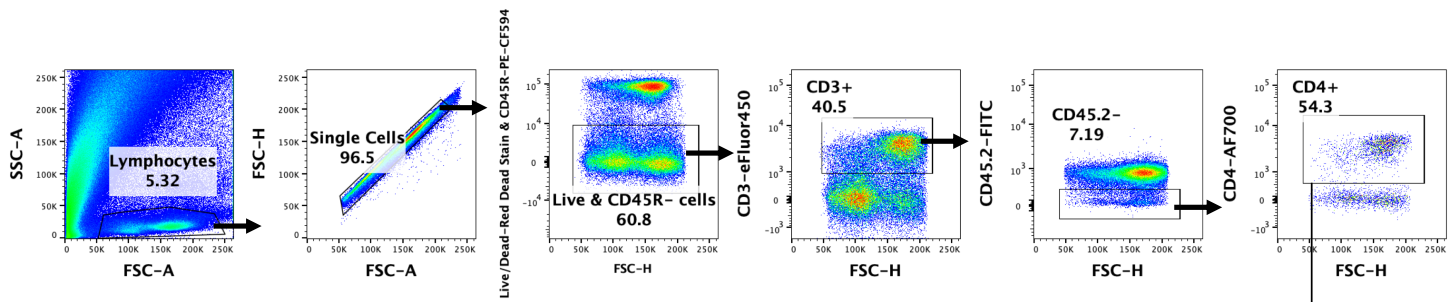 SSC-A
250K
200K
150K
100K
50K
0
Lymphocytes
5.32
0 50K 100K 150K 200K 250K
FSC-A
FSC-H
250K
200K
150K
100K
50K
0
Single Cells
96.5
0 50K 100K 150K 200K 250K
FSC-A
Live/Dead-Red Dead Stain & CD45R-PE-CF594
10^5
10^4
0
-10^4
Live & CD45R- cells
60.8
0 50K 100K 150K 200K 250K
FSC-H
CD3-eFluor450
10^5
10^4
10^3
0
-10^3
CD3+
40.5
0 50K 100K 150K 200K 250K
FSC-H
CD45.2-FITC
10^5
10^4
10^3
0
CD45.2-
7.19
0 50K 100K 150K 200K 250K
FSC-H
CD4-AF700
10^5
10^4
10^3
0
-10^3
CD4+
54.3
0 50K 100K 150K 200K 250K
FSC-H